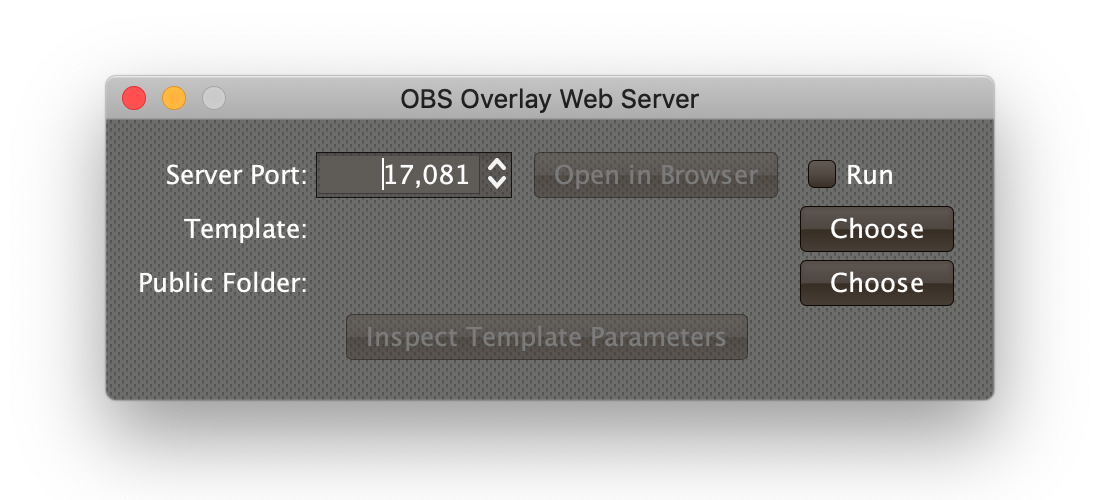 OBS Overlay Web Server
Server Port: 17,081 Open in Browser Run
Template: Choose
Public Folder: Choose
Inspect Template Parameters